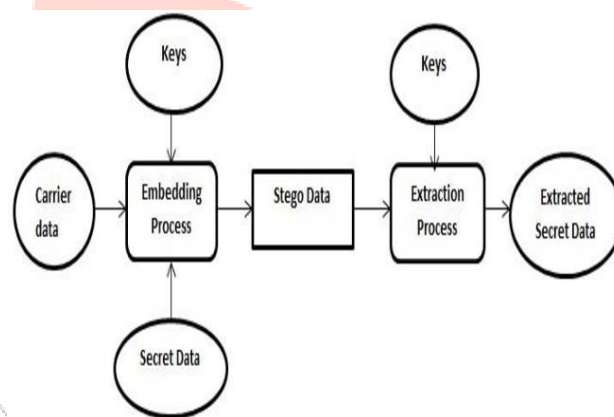 Keys
Keys
Carrier
data
Embedding
Process
Stego Data
Extraction
Process
Extracted
Secret Data
Secret Data